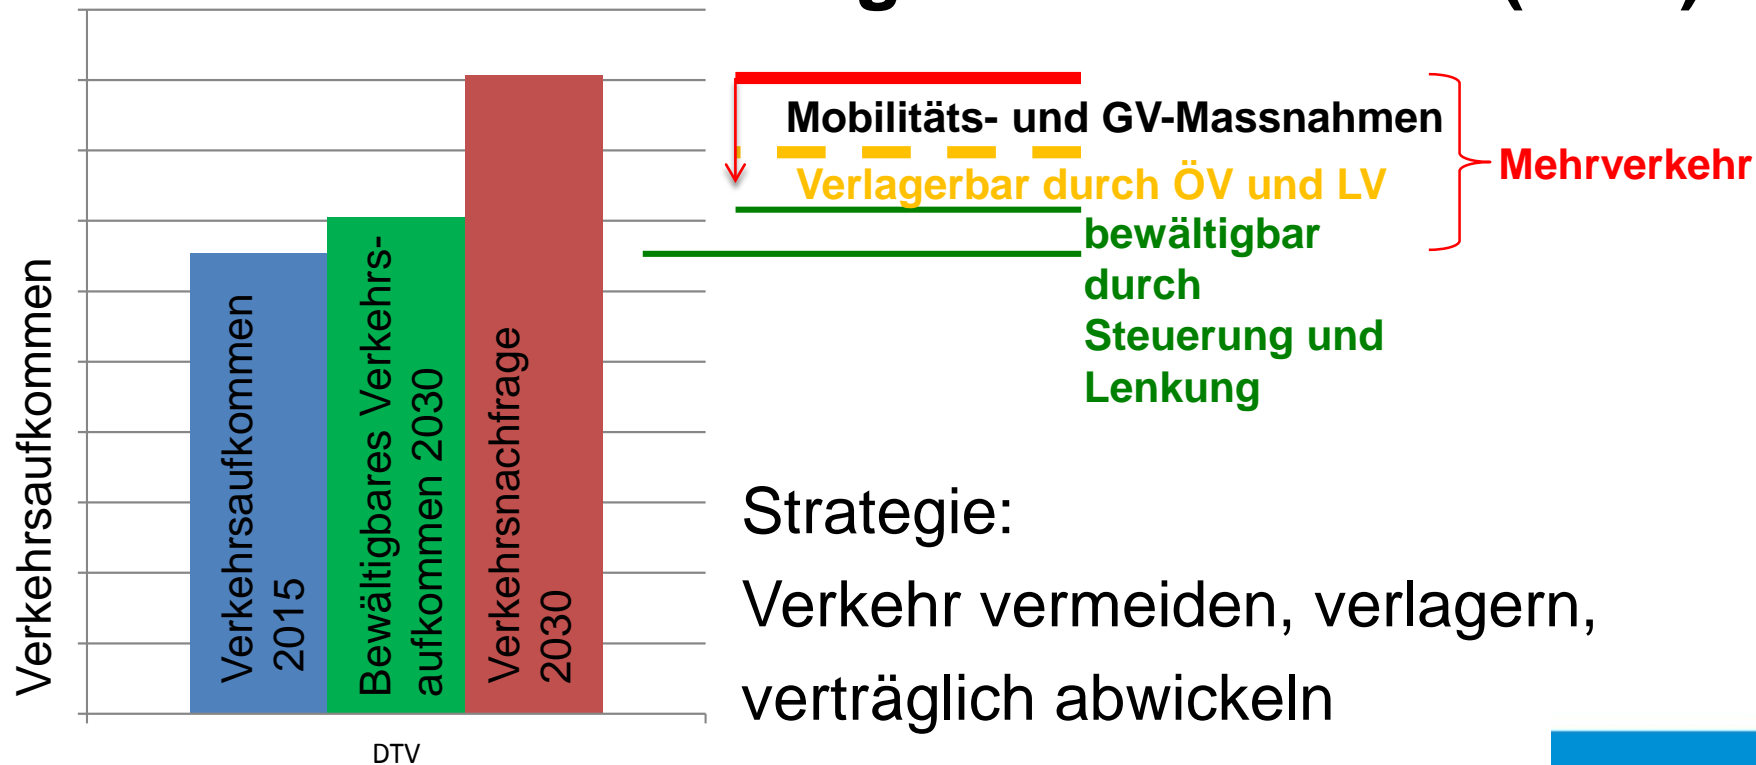 Verkehrsaufkommen
Verkehrsaufkommen
2015
Bewältigbares Verkehrs-
aufkommen 2030
Verkehrsnachfrage
2030
DTV
Mobilitäts- und GV-Massnahmen
Verlagerbar durch ÖV und LV
bewältigbar
durch
Steuerung und
Lenkung
Mehrverkehr
Strategie:
Verkehr vermeiden, verlagern,
verträglich abwickeln